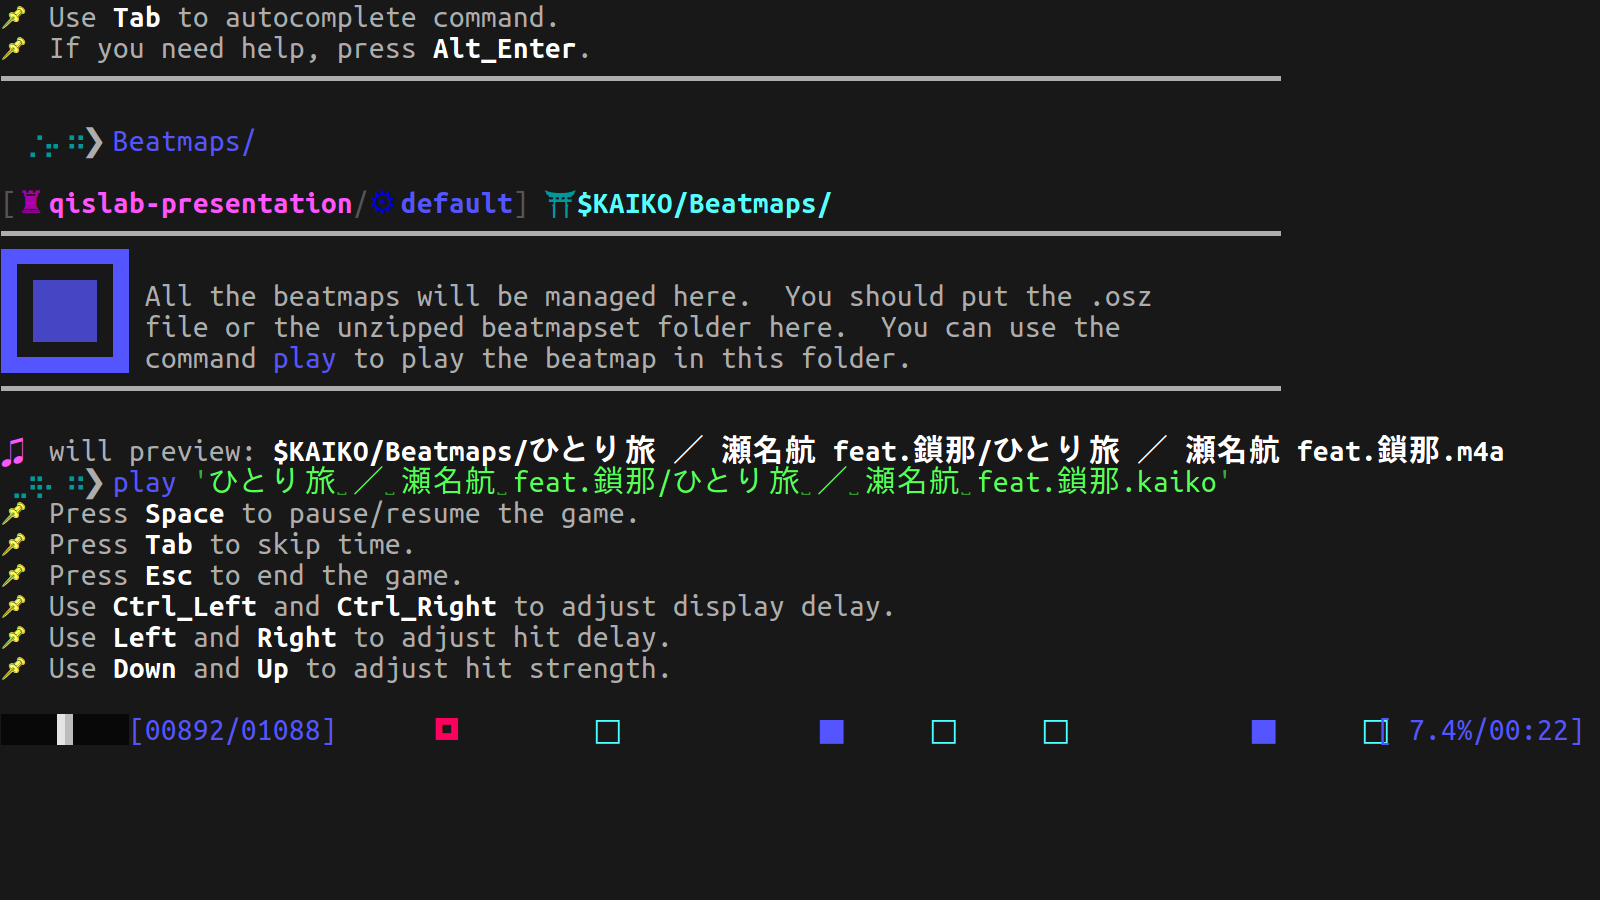 Use Tab to autocomplete command.
If you need help, press Alt_Enter.
❯ Beatmaps/
[♜qislab-presentation/⚙default] ⛩$KAIKO/Beatmaps/
All the beatmaps will be managed here.  You should put the .osz
file or the unzipped beatmapset folder here.  You can use the
command play to play the beatmap in this folder.
♫ will preview: $KAIKO/Beatmaps/ひとり旅 ／ 瀬名航 feat.鎖那/ひとり旅 ／ 瀬名航 feat.鎖那.m4a
❯ play 'ひとり旅␣／␣瀬名航␣feat.鎖那/ひとり旅␣／␣瀬名航␣feat.鎖那.kaiko'
Press Space to pause/resume the game.
Press Tab to skip time.
Press Esc to end the game.
Use Ctrl_Left and Ctrl_Right to adjust display delay.
Use Left and Right to adjust hit delay.
Use Down and Up to adjust hit strength.
[00892/01088] [ 7.4%/00:22]